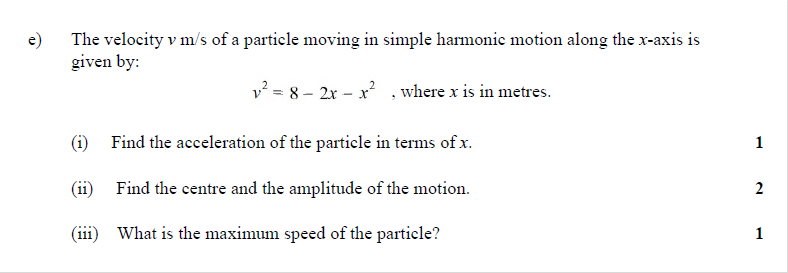 e) The velocity v m/s of a particle moving in simple harmonic motion along the x-axis is
given by:
v² = 8 – 2x – x² , where x is in metres.
(i) Find the acceleration of the particle in terms of x. 1
(ii) Find the centre and the amplitude of the motion. 2
(iii) What is the maximum speed of the particle? 1